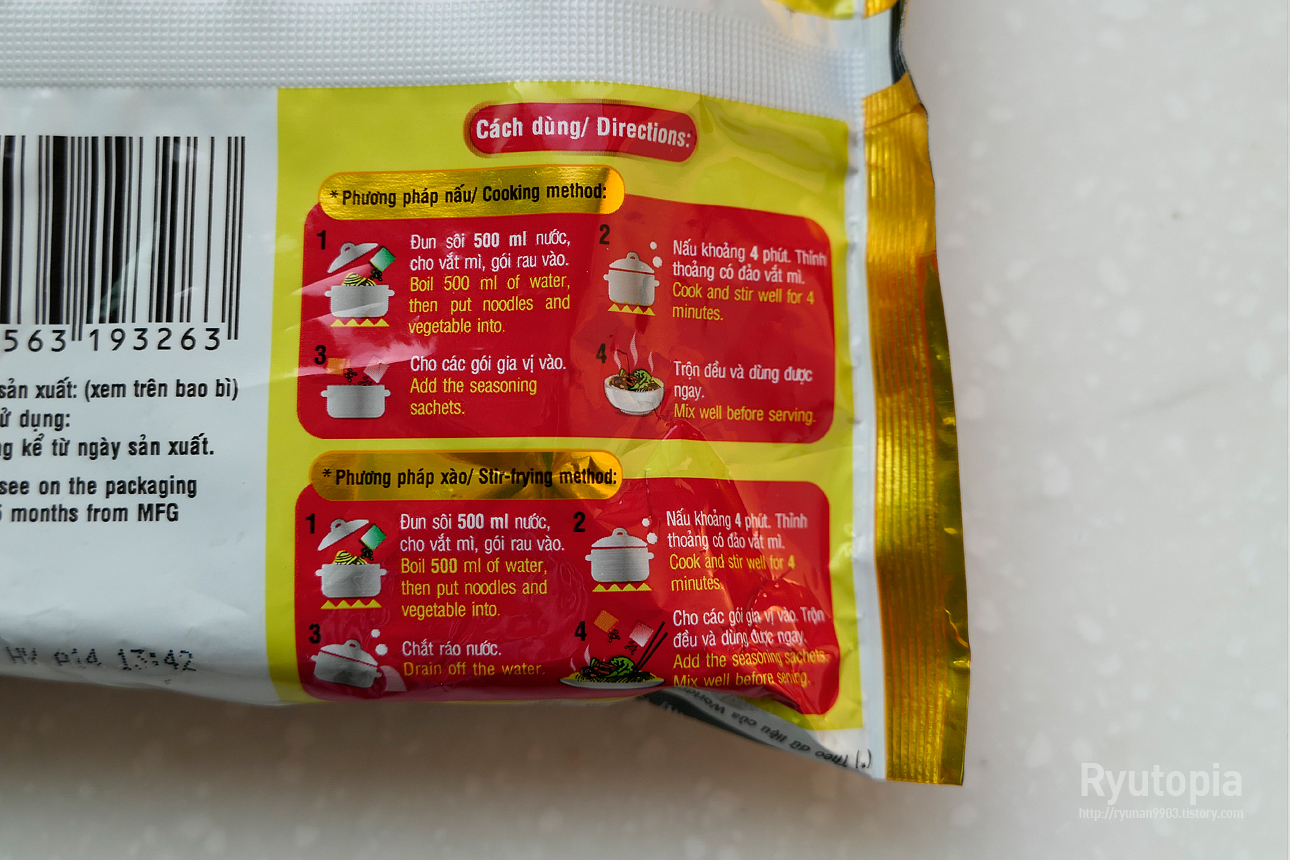 Cách dùng/ Directions:
* Phương pháp nấu/ Cooking method:
1
Đun sôi 500 ml nước,
cho vắt mì, gói rau vào.
Boil 500 ml of water,
then put noodles and
vegetable into.
2
Nấu khoảng 4 phút. Thỉnh
thoảng có đảo vắt mì.
Cook and stir well for 4
minutes.
3
Cho các gói gia vị vào.
Add the seasoning
sachets.
4
Trộn đều và dùng được
ngay.
Mix well before serving.
* Phương pháp xào/ Stir-frying method:
1
Đun sôi 500 ml nước,
cho vắt mì, gói rau vào.
Boil 500 ml of water,
then put noodles and
vegetable into.
2
Nấu khoảng 4 phút. Thỉnh
thoảng có đảo vắt mì.
Cook and stir well for 4
minutes.
3
Chắt ráo nước.
Drain off the water.
4
Cho các gói gia vị vào. Trộn
đều và dùng được ngay.
Add the seasoning sachets.
Mix well before serving.
563 193263
sản xuất: (xem trên bao bì)
dụng:
kể từ ngày sản xuất.
see on the packaging
months from MFG
13:42
(*) Theo dữ liệu của
Ryutopia
http://ryunan9903.tistory.com